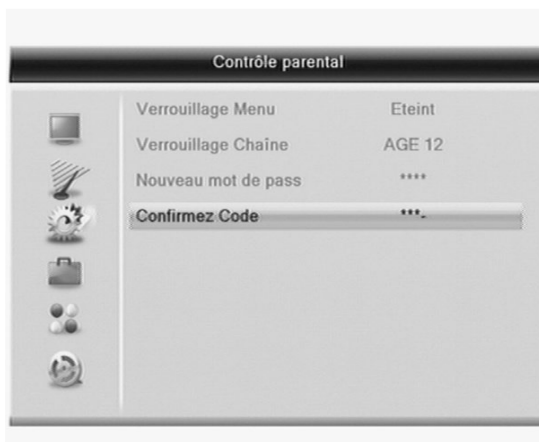 Contrôle parental
Verrouillage Menu Eteint
Verrouillage Chaîne AGE 12
Nouveau mot de pass ****
Confirmez Code ***-